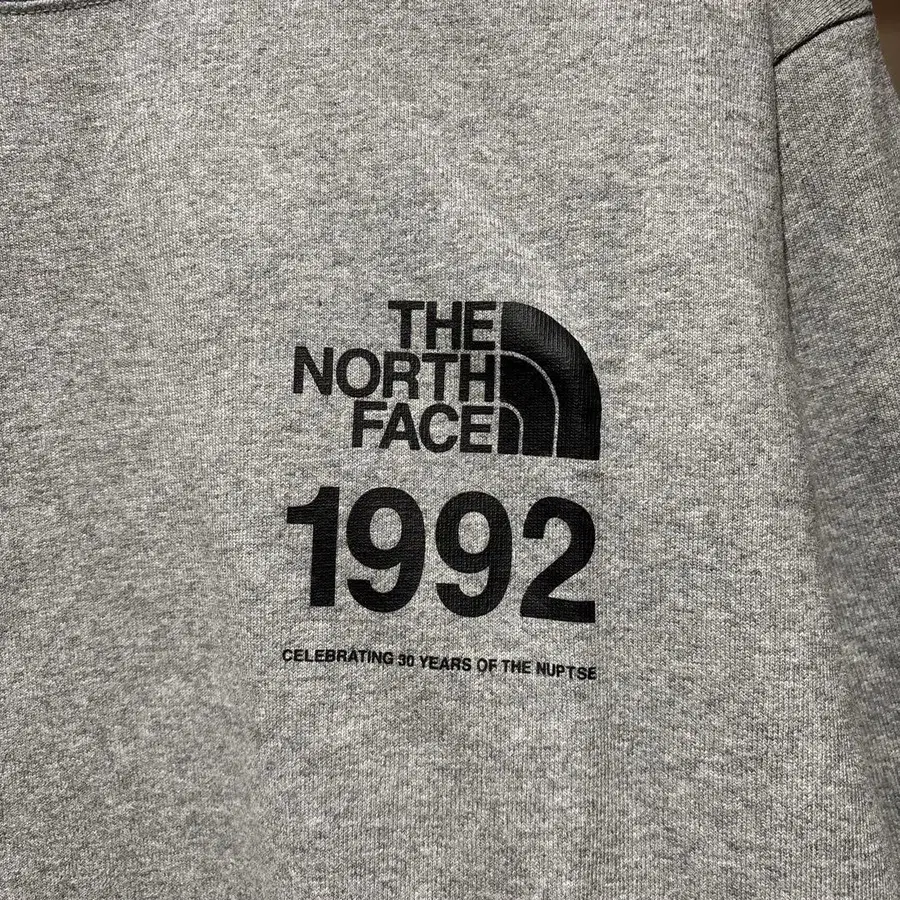 THE
NORTH
FACE
1992
CELEBRATING 30 YEARS OF THE NUPTSE